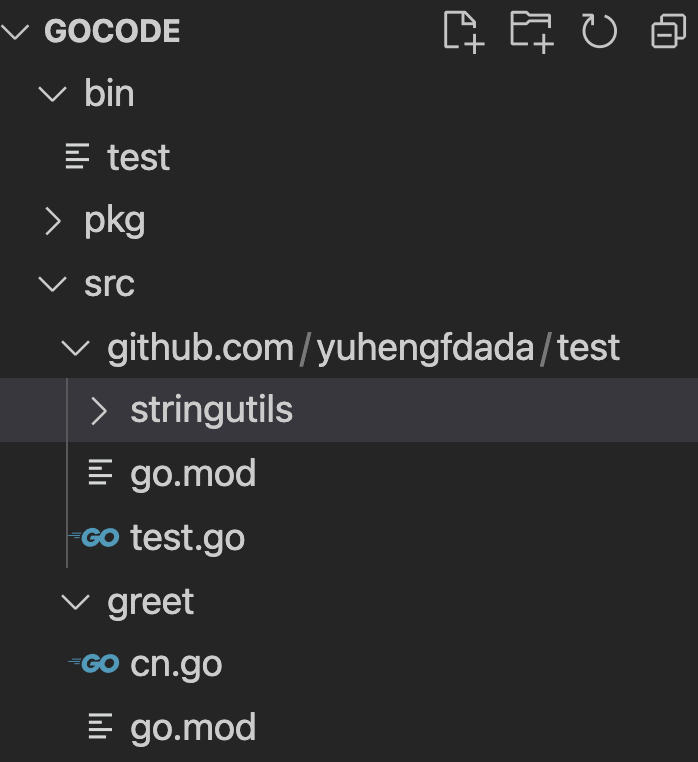 GOCODE
bin
test
pkg
src
github.com/yuhengfdada/test
stringutils
go.mod
GO test.go
greet
GO cn.go
go.mod